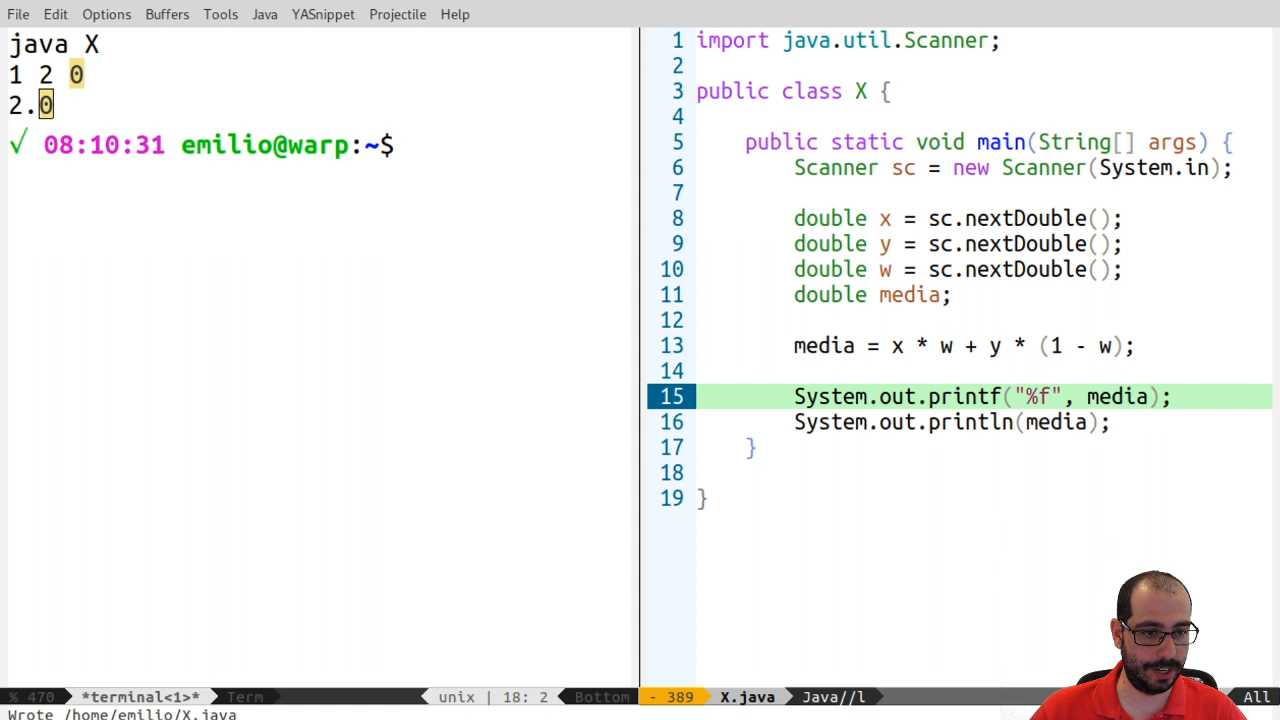 File Edit Options Buffers Tools Java YASnippet Projectile Help
java X
1 2 0
2.0
√ 08:10:31 emilio@warp:~$
1 import java.util.Scanner;
2
3 public class X {
4
5 public static void main(String[] args) {
6 Scanner sc = new Scanner(System.in);
7
8 double x = sc.nextDouble();
9 double y = sc.nextDouble();
10 double w = sc.nextDouble();
11 double media;
12
13 media = x * w + y * (1 - w);
14
15 System.out.printf("%f", media);
16 System.out.println(media);
17 }
18
19 }
% 470 *terminal<1>* Term unix | 18: 2 Bottom
- 389 X.java Java//l All
Wrote /home/emilio/X.java